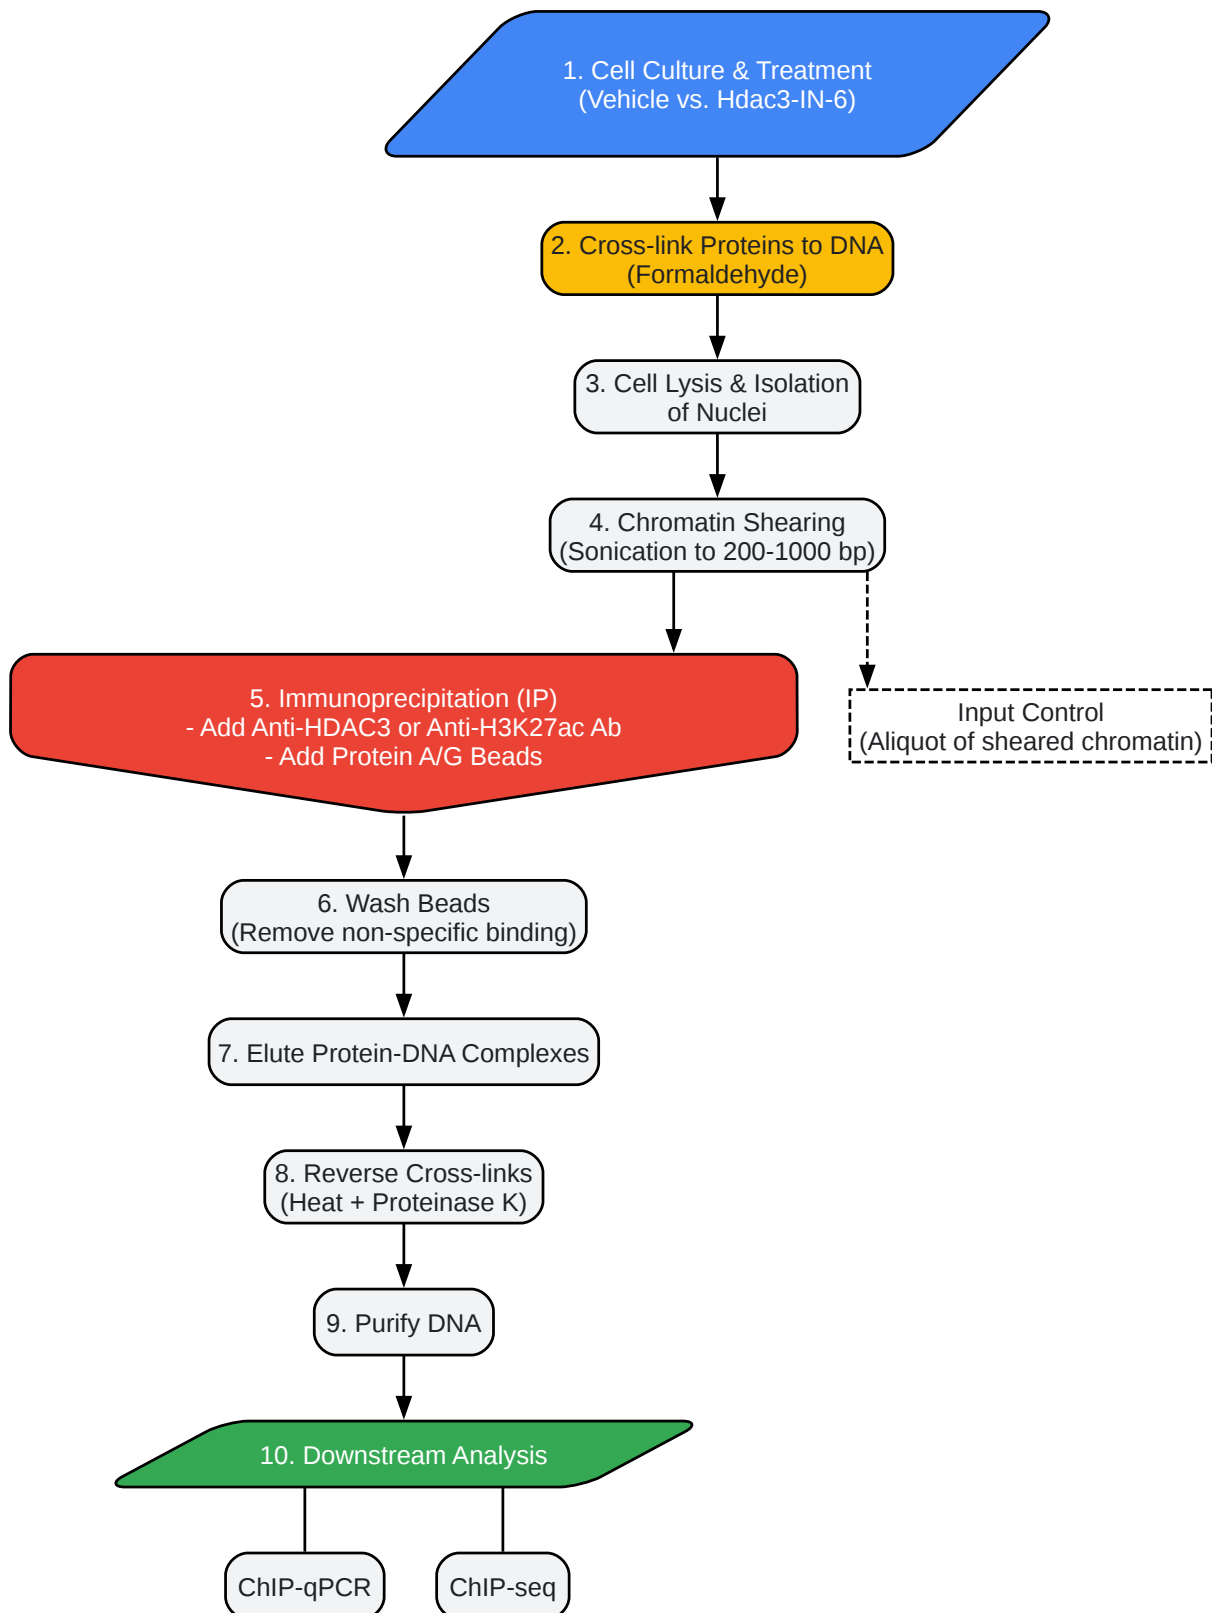 1. Cell Culture & Treatment
(Vehicle vs. Hdac3-IN-6)
2. Cross-link Proteins to DNA
(Formaldehyde)
3. Cell Lysis & Isolation
of Nuclei
4. Chromatin Shearing
(Sonication to 200-1000 bp)
5. Immunoprecipitation (IP)
- Add Anti-HDAC3 or Anti-H3K27ac Ab
- Add Protein A/G Beads
Input Control
(Aliquot of sheared chromatin)
6. Wash Beads
(Remove non-specific binding)
7. Elute Protein-DNA Complexes
8. Reverse Cross-links
(Heat + Proteinase K)
9. Purify DNA
10. Downstream Analysis
ChIP-qPCR
ChIP-seq